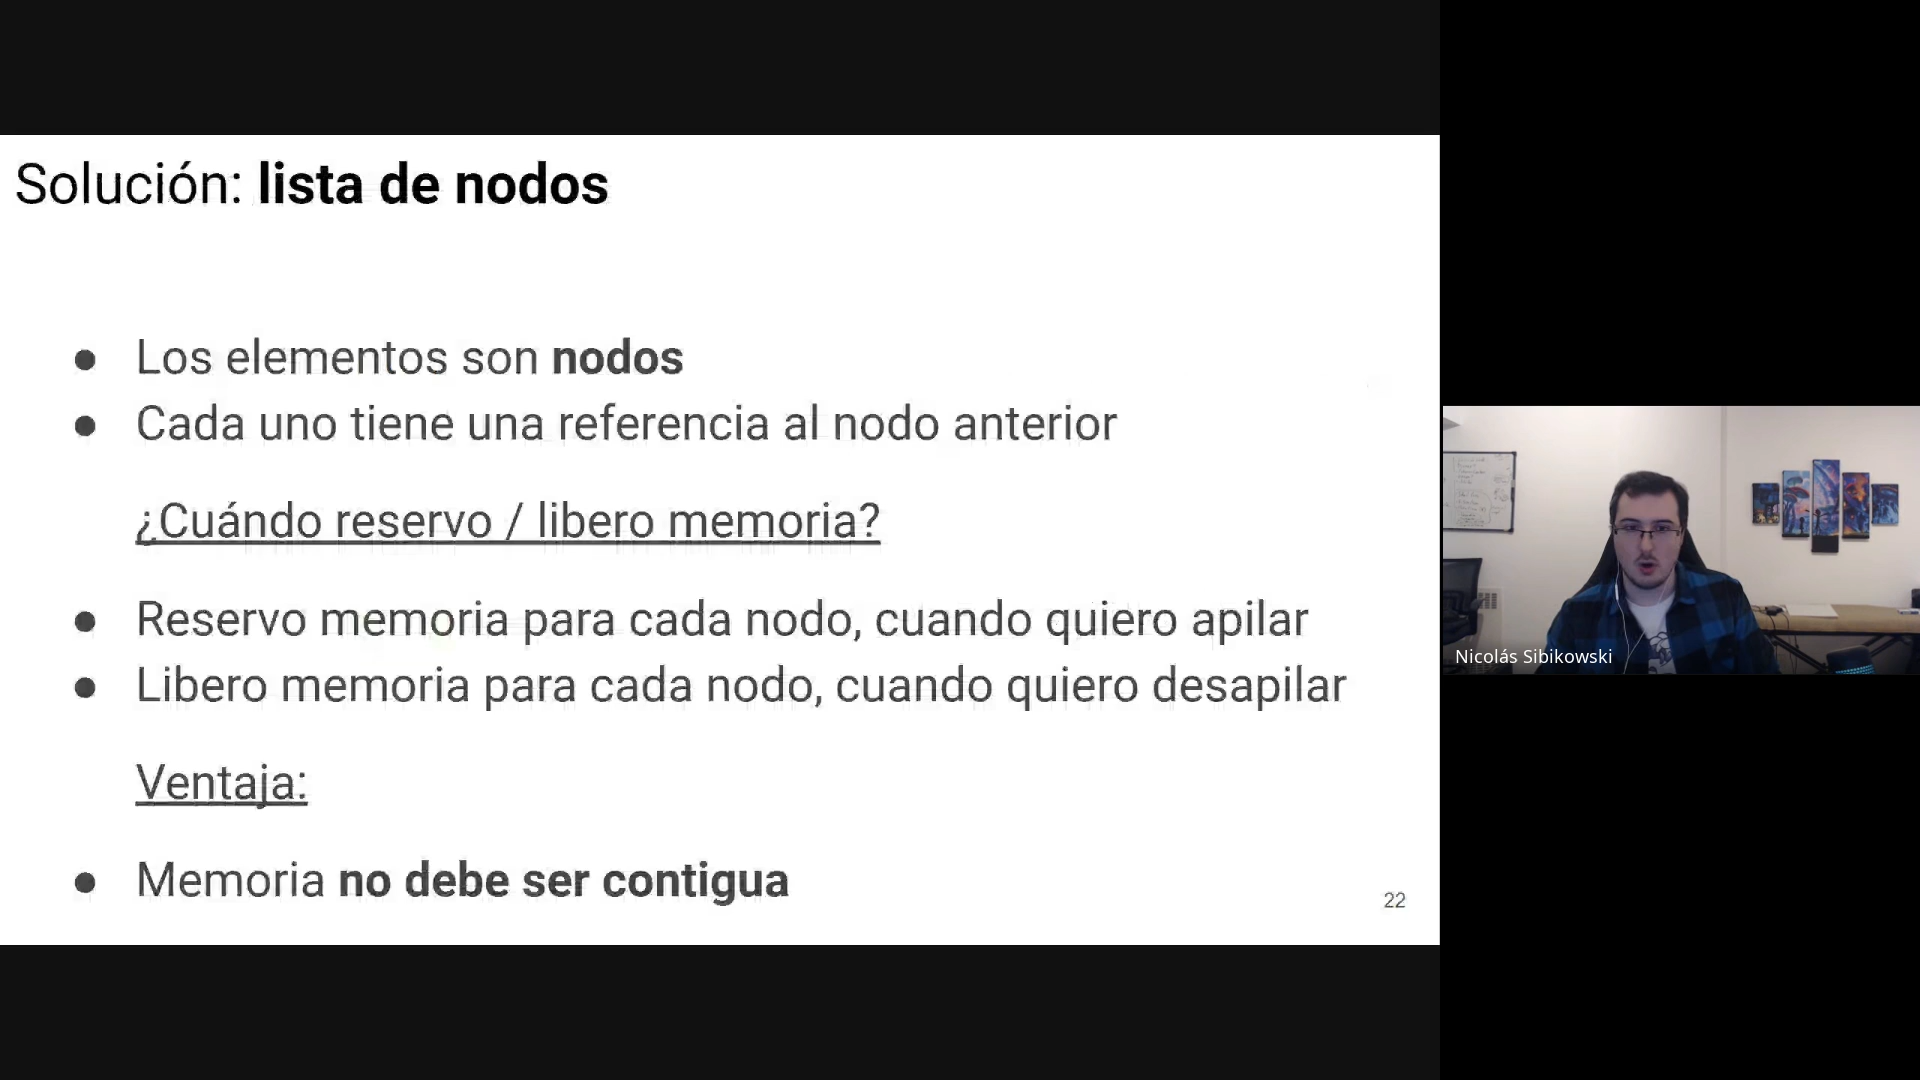 Solución: lista de nodos
● Los elementos son nodos
● Cada uno tiene una referencia al nodo anterior
¿Cuándo reservo / libero memoria?
● Reservo memoria para cada nodo, cuando quiero apilar
● Libero memoria para cada nodo, cuando quiero desapilar
Ventaja:
● Memoria no debe ser contigua
22
Nicolás Sibikowski